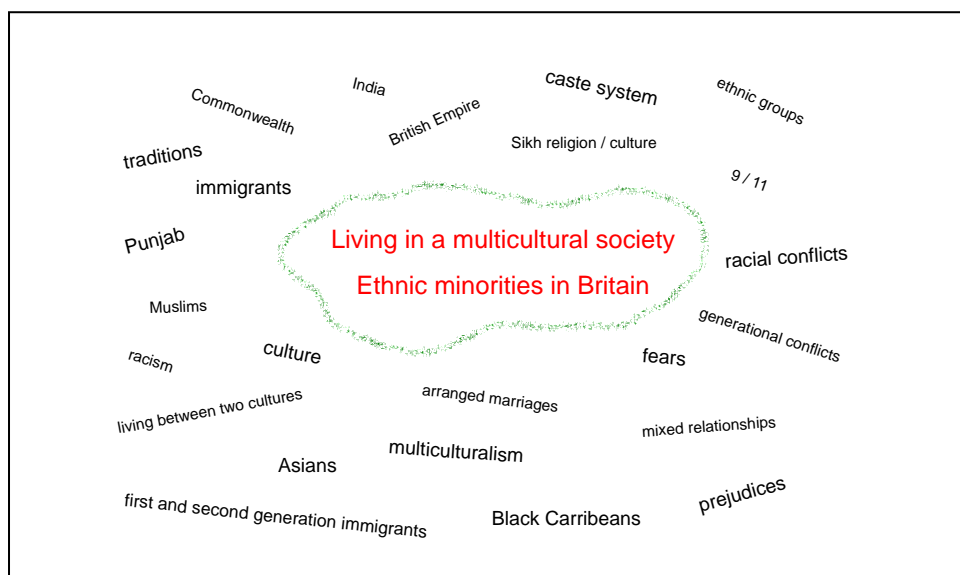 India
caste system
ethnic groups
Commonwealth
British Empire
Sikh religion / culture
traditions
9 / 11
immigrants
Punjab
Living in a multicultural society
racial conflicts
Ethnic minorities in Britain
Muslims
generational conflicts
racism
culture
fears
arranged marriages
living between two cultures
mixed relationships
multiculturalism
Asians
prejudices
first and second generation immigrants
Black Carribeans